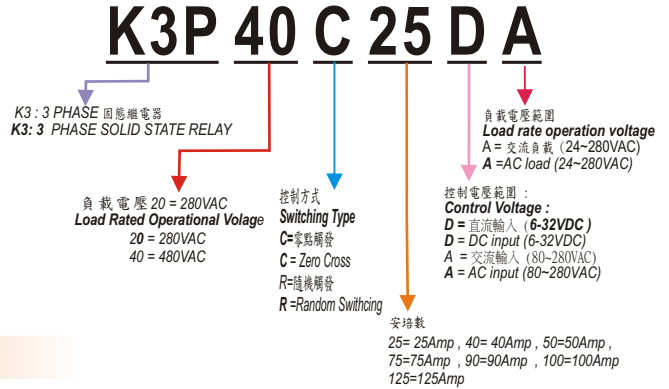 K3P 40 C 25 D A
K3 : 3 PHASE 固態繼電器
K3: 3 PHASE SOLID STATE RELAY
負載電壓 20 = 280VAC
Load Rated Operational Volage
20 = 280VAC
40 = 480VAC
控制方式
Switching Type
C=零點觸發
C = Zero Cross
R=隨機觸發
R =Random Swithcing
安培數
25= 25Amp , 40= 40Amp , 50=50Amp ,
75=75Amp , 90=90Amp , 100=100Amp
125=125Amp
控制電壓範圍 :
Control Voltage :
D = 直流輸入 (6-32VDC )
D = DC input (6-32VDC)
A = 交流輸入 (80~280VAC)
A = AC input (80~280VAC)
負載電壓範圍
Load rate operation voltage
A = 交流負載 (24~280VAC)
A =AC load (24~280VAC)